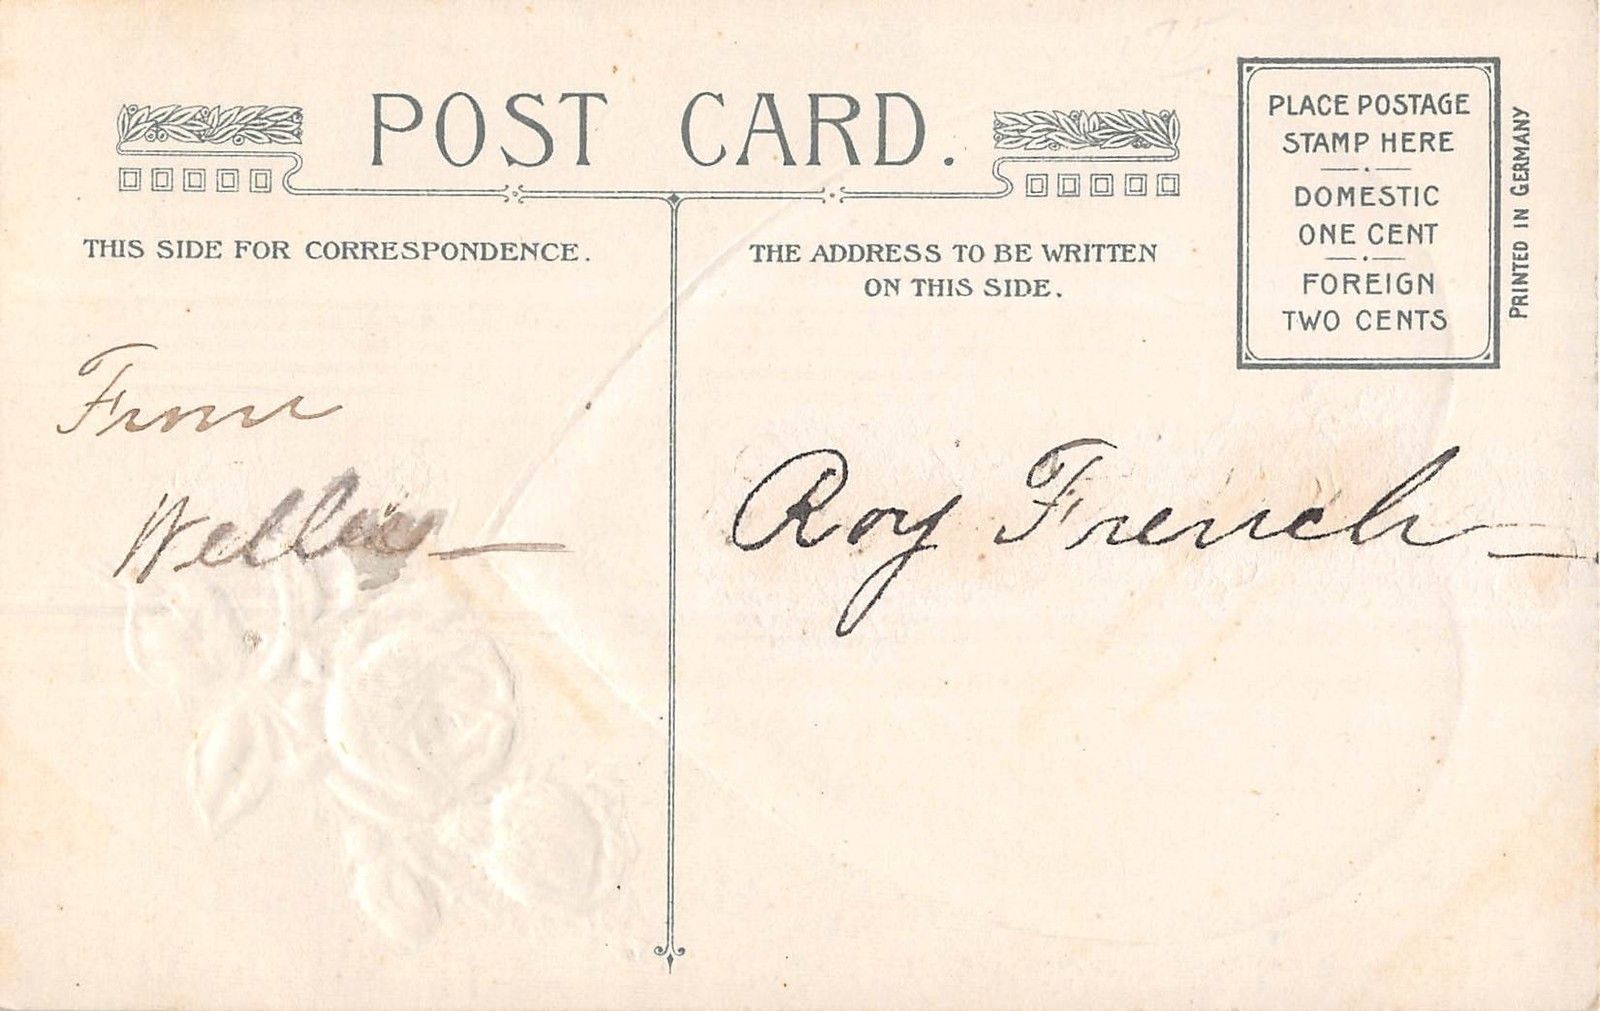 POST CARD.
THIS SIDE FOR CORRESPONDENCE.
From
THE ADDRESS TO BE WRITTEN
ON THIS SIDE.
Roy French
PLACE POSTAGE
STAMP HERE
DOMESTIC
ONE CENT
FOREIGN
TWO CENTS
PRINTED IN GERMANY